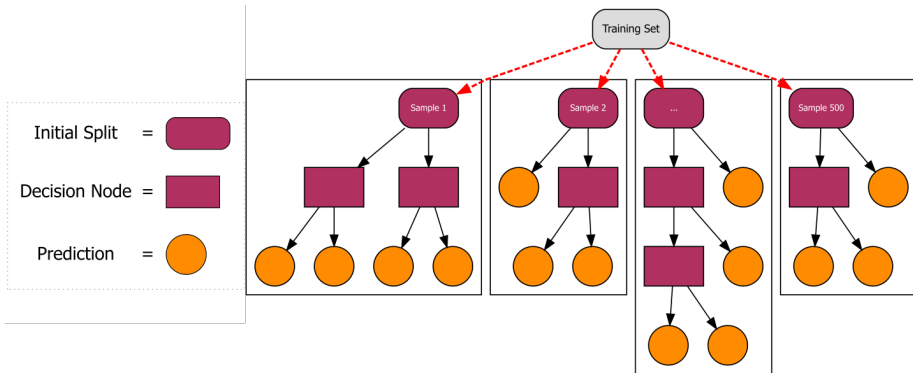 Training Set
Sample 1
Sample 2
...
Sample 500
Initial Split =
Decision Node =
Prediction =